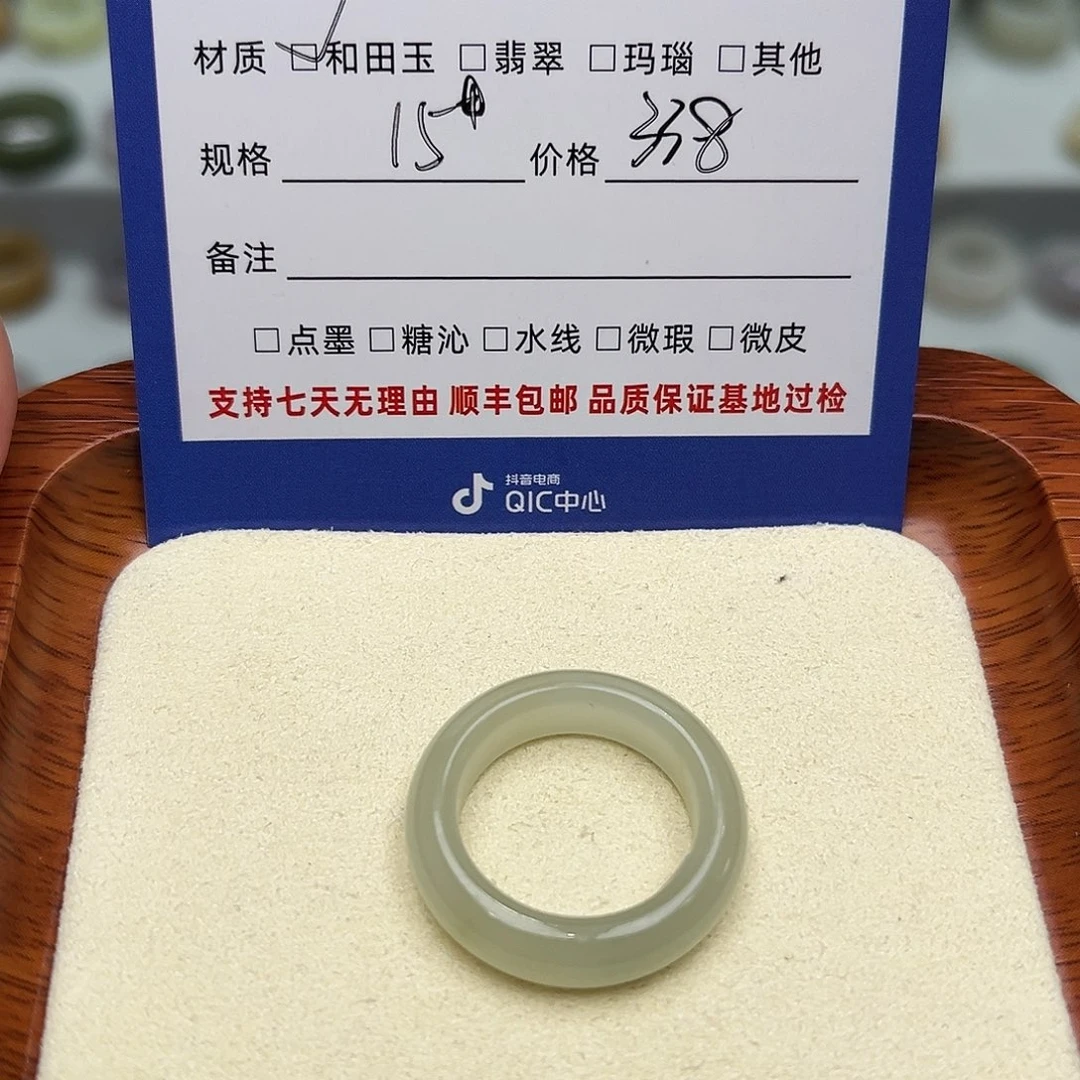 材质 ☑和田玉 □翡翠 □玛瑙 □其他
规格 15 价格 358
备注
□点墨 □糖沁 □水线 □微瑕 □微皮
支持七天无理由 顺丰包邮 品质保证基地过检
抖音电商
QIC中心